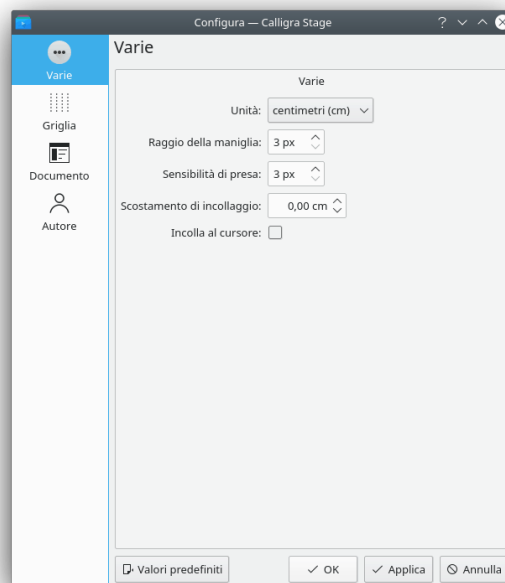 Configura — Calligra Stage
Varie
Griglia
Documento
Autore
Varie
Varie
Unità: centimetri (cm)
Raggio della maniglia: 3 px
Sensibilità di presa: 3 px
Scostamento di incollaggio: 0,00 cm
Incolla al cursore:
Valori predefiniti OK Applica Annulla